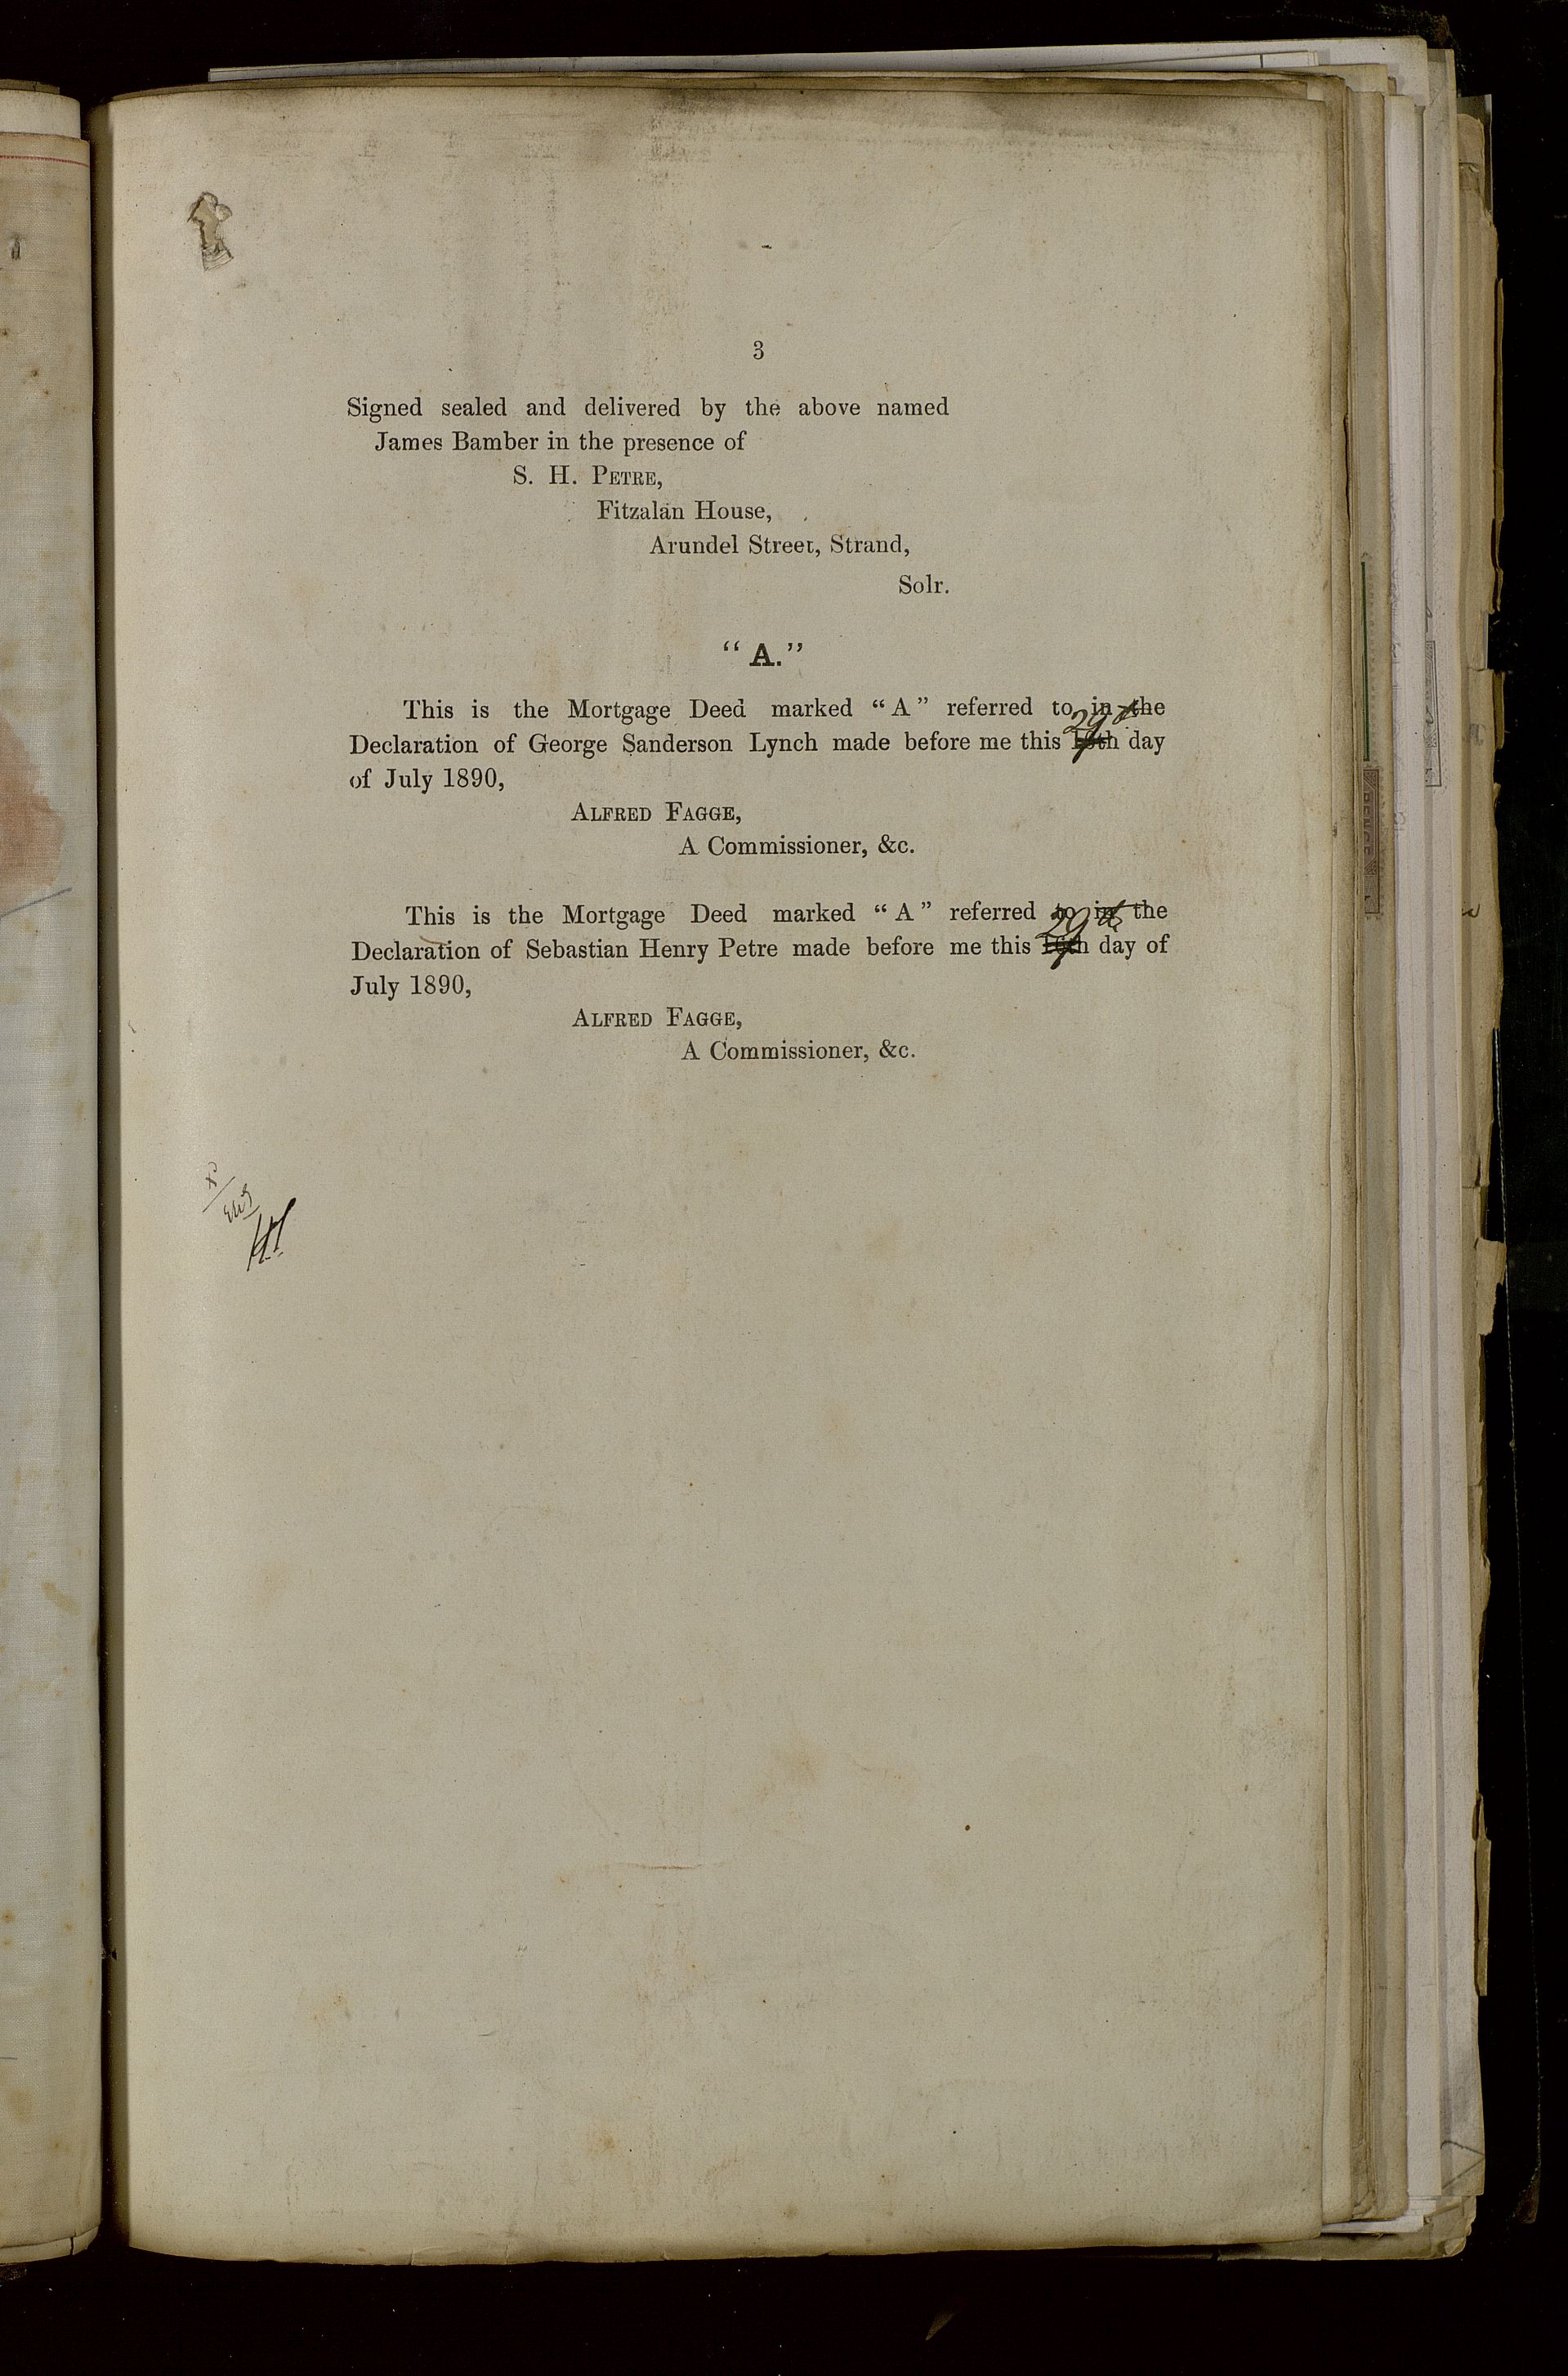 3
Signed sealed and delivered by the above named
James Bamber in the presence of
S. H. PETRE,
Fitzalan House,
Arundel Street, Strand,
Solr.
“A.”
This is the Mortgage Deed marked “A” referred to in the
Declaration of George Sanderson Lynch made before me this 29th day
of July 1890,
ALFRED FAGGE,
A Commissioner, &c.
This is the Mortgage Deed marked “A” referred to in the
Declaration of Sebastian Henry Petre made before me this 29th day of
July 1890,
ALFRED FAGGE,
A Commissioner, &c.